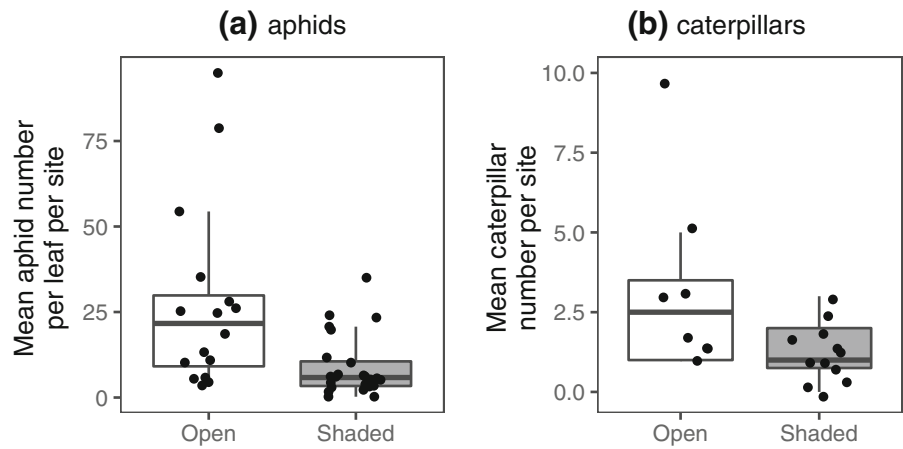 (a) aphids
Mean aphid number
per leaf per site
75
50
25
0
Open Shaded
(b) caterpillars
Mean caterpillar
number per site
10.0
7.5
5.0
2.5
0.0
Open Shaded